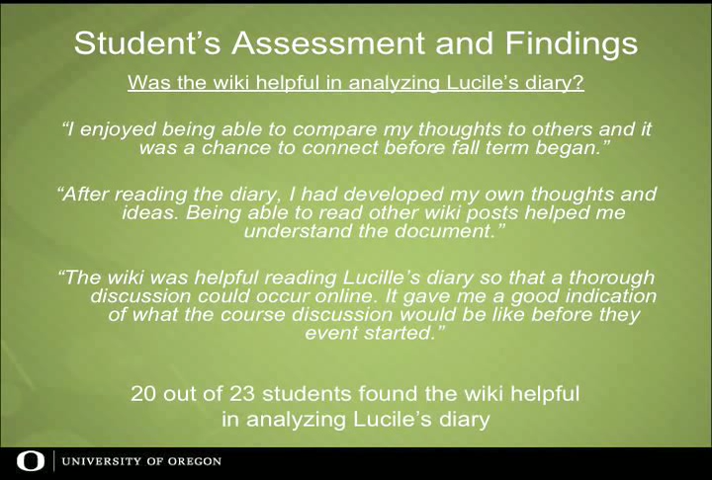 Student's Assessment and Findings
Was the wiki helpful in analyzing Lucile's diary?
“I enjoyed being able to compare my thoughts to others and it
was a chance to connect before fall term began.”
“After reading the diary, I had developed my own thoughts and
ideas. Being able to read other wiki posts helped me
understand the document.”
“The wiki was helpful reading Lucille's diary so that a thorough
discussion could occur online. It gave me a good indication
of what the course discussion would be like before they
event started.”
20 out of 23 students found the wiki helpful
in analyzing Lucile's diary
O UNIVERSITY OF OREGON